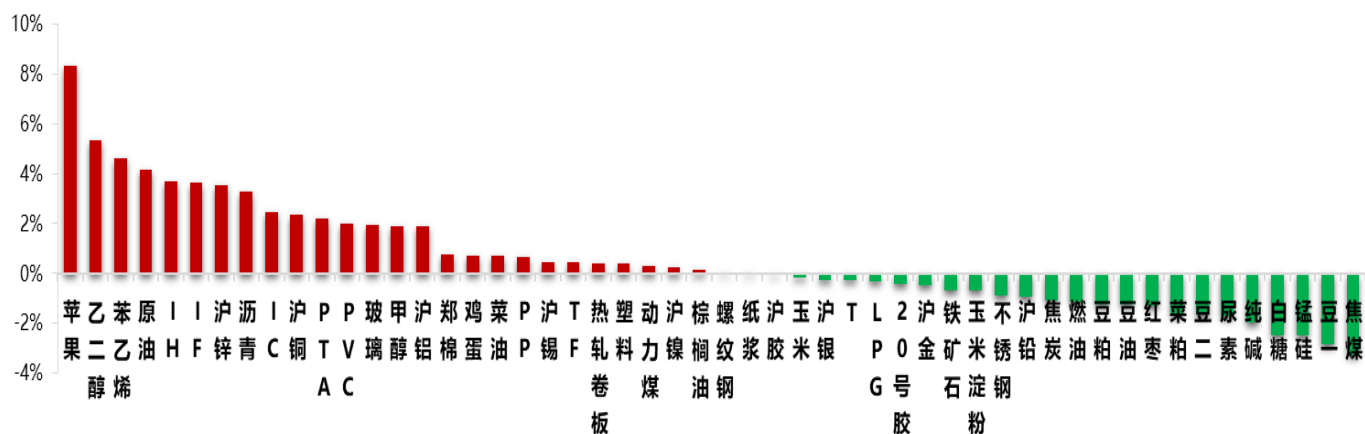 10%
8%
6%
4%
2%
0%
-2%
-4%
苹果
乙二醇
苯乙烯
原油
IH
IF
沪锌
沥青
IC
沪铜
PTA
PVC
玻璃
甲醇
沪铝
郑棉
鸡蛋
菜油
PP
沪锡
TF
热轧卷板
塑料
动力煤
沪镍
棕榈油
螺纹钢
纸浆
沪胶
玉米
沪银
T
LPG
20号胶
沪金
铁矿石
玉米淀粉
不锈钢
沪铅
焦炭
燃油
豆粕
豆油
红枣
菜粕
豆二
尿素
纯碱
白糖
锰硅
豆一
焦煤